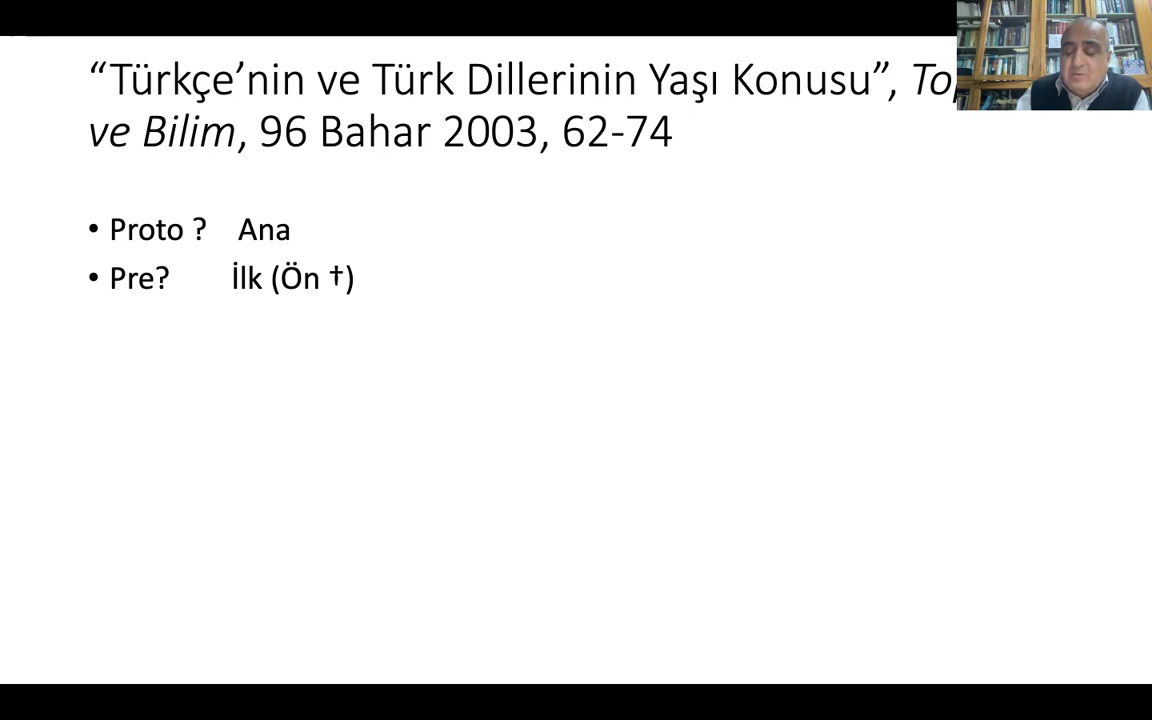 “Türkçe’nin ve Türk Dillerinin Yaşı Konusu”,
ve Bilim, 96 Bahar 2003, 62-74
• Proto ? Ana
• Pre? İlk (Ön †)